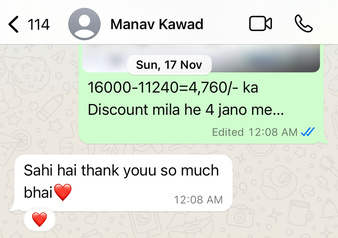 114
Manav Kawad
Sun, 17 Nov
16000-11240=4,760/- ka
Discount mila he 4 jano me...
Edited 12:08 AM
Sahi hai thank youu so much
bhai❤️
12:08 AM
❤️